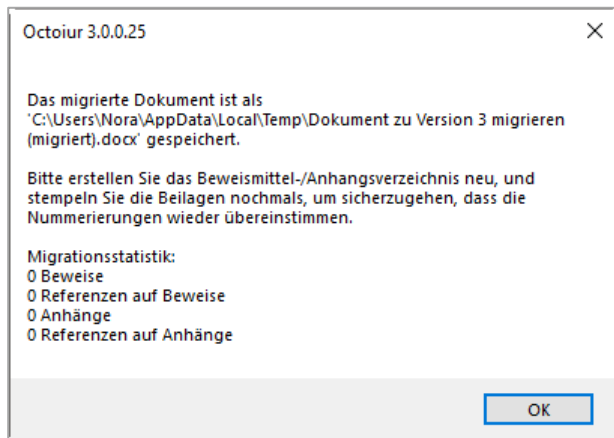 Octoiur 3.0.0.25
Das migrierte Dokument ist als
'C:\Users\Nora\AppData\Local\Temp\Dokument zu Version 3 migrieren
(migriert).docx' gespeichert.
Bitte erstellen Sie das Beweismittel-/Anhangsverzeichnis neu, und
stempeln Sie die Beilagen nochmals, um sicherzugehen, dass die
Nummerierungen wieder übereinstimmen.
Migrationsstatistik:
0 Beweise
0 Referenzen auf Beweise
0 Anhänge
0 Referenzen auf Anhänge
OK